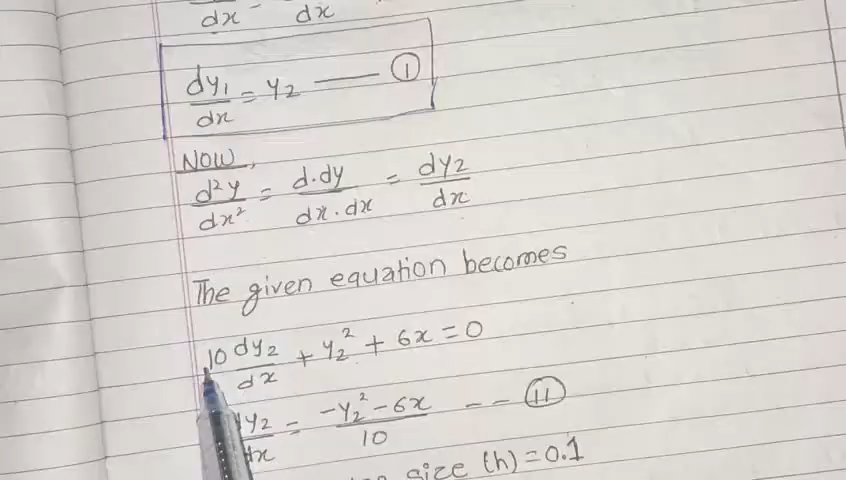 dx dx
dy1/dx = y2 —— ①
NOW,
d²y/dx² = d.dy/dx.dx = dy2/dx
The given equation becomes
10 dy2/dx + y2² + 6x = 0
dy2/dx = -y2² - 6x/10 -- ⑪
size (h) = 0.1